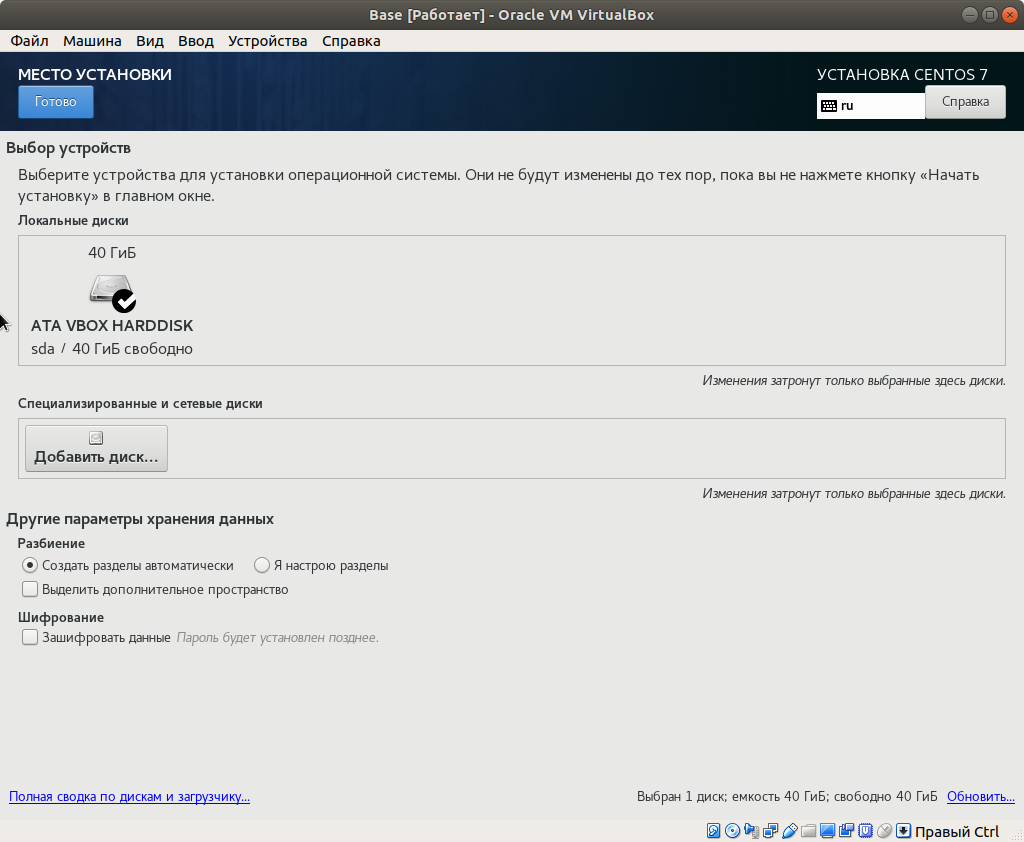 Base [Работает] - Oracle VM VirtualBox
Файл Машина Вид Ввод Устройства Справка
МЕСТО УСТАНОВКИ
УСТАНОВКА CENTOS 7
Готово
ru
Справка
Выбор устройств
Выберите устройства для установки операционной системы. Они не будут изменены до тех пор, пока вы не нажмете кнопку «Начать
установку» в главном окне.
Локальные диски
40 ГиБ
ATA VBOX HARDDISK
sda / 40 ГиБ свободно
Изменения затронут только выбранные здесь диски.
Специализированные и сетевые диски
Добавить диск...
Изменения затронут только выбранные здесь диски.
Другие параметры хранения данных
Разбиение
Создать разделы автоматически Я настрою разделы
Выделить дополнительное пространство
Шифрование
Зашифровать данные Пароль будет установлен позднее.
Полная сводка по дискам и загрузчику...
Выбран 1 диск; емкость 40 ГиБ; свободно 40 ГиБ Обновить...
Правый Ctrl